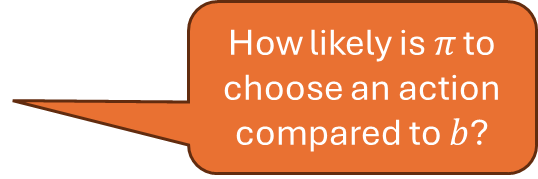 How likely is π to
choose an action
compared to b?